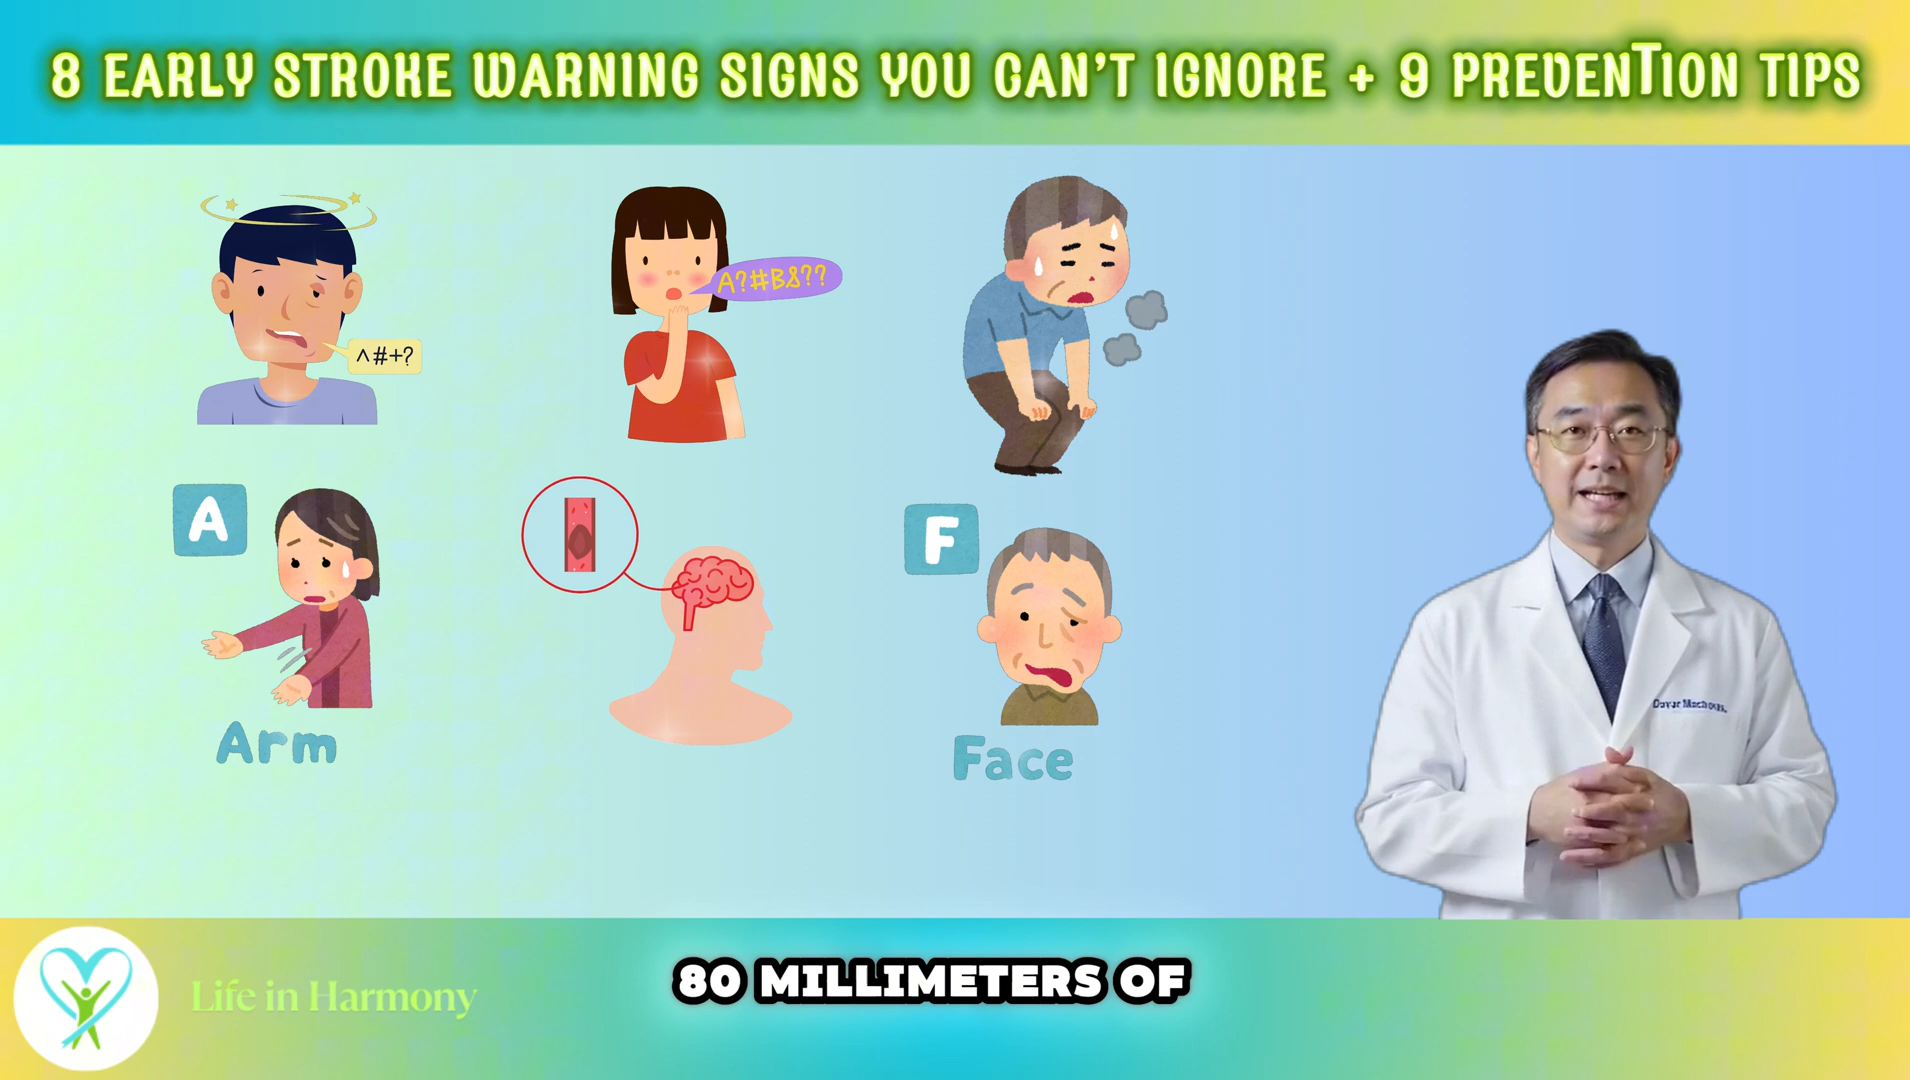 8 EARLY STROKE WARNING SIGNS YOU CAN'T IGNORE + 9 PREVENTION TIPS
^#+?
A?#B&??
A
Arm
F
Face
Life in Harmony
80 MILLIMETERS OF